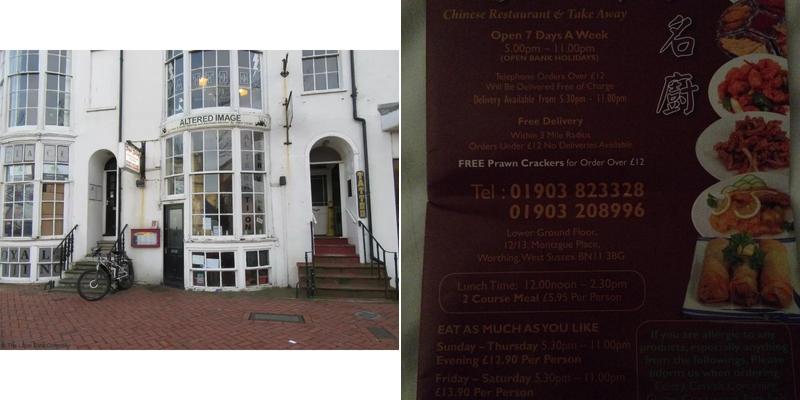 ALTERED IMAGE
TATTOO
Chinese Restaurant & Take Away
Open 7 Days A Week
5.00pm – 11.00pm
(OPEN BANK HOLIDAYS)
名
廚
Telephone Orders Over £12
Will Be Delivered Free of Charge
Delivery Available From 5.30pm - 11.00pm
Free Delivery
Within 3 Mile Radius
Orders Under £12 No Deliveries Available
FREE Prawn Crackers for Order Over £12
Tel : 01903 823328
01903 208996
Lower Ground Floor,
12/13, Montague Place,
Worthing, West Sussex BN11 3BG
Lunch Time: 12.00noon – 2.30pm
2 Course Meal £5.95 Per Person
EAT AS MUCH AS YOU LIKE
Sunday – Thursday 5.30pm – 11.00pm
Evening £12.90 Per Person
Friday – Saturday 5.30pm – 11.00pm
£13.90 Per Person
If you are allergic to any
products, especially anything
from the followings, Please
informs us when ordering: